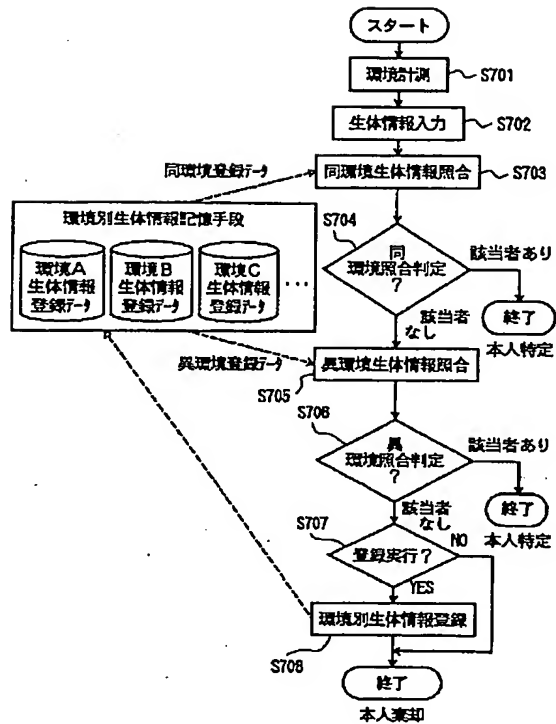 スタート
環境計測
S701
生体情報入力
S702
同環境登録データ
同環境生体情報照合
S703
環境別生体情報記憶手段
環境A
生体情報
登録データ
環境B
生体情報
登録データ
環境C
生体情報
登録データ
…
S704
同
環境照合判定
?
該当者あり
終了
本人特定
該当者
なし
異環境登録データ
異環境生体情報照合
S705
S706
異
環境照合判定
?
該当者あり
終了
本人特定
該当者
なし
S707
登録実行?
NO
YES
環境別生体情報登録
S708
終了
本人棄却